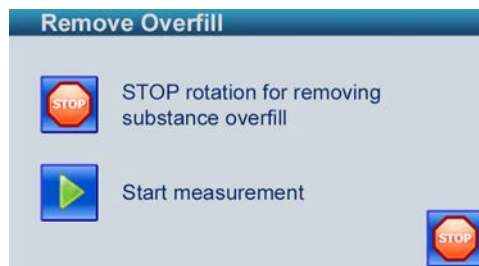 Remove Overfill
STOP
STOP rotation for removing
substance overfill
Start measurement
STOP